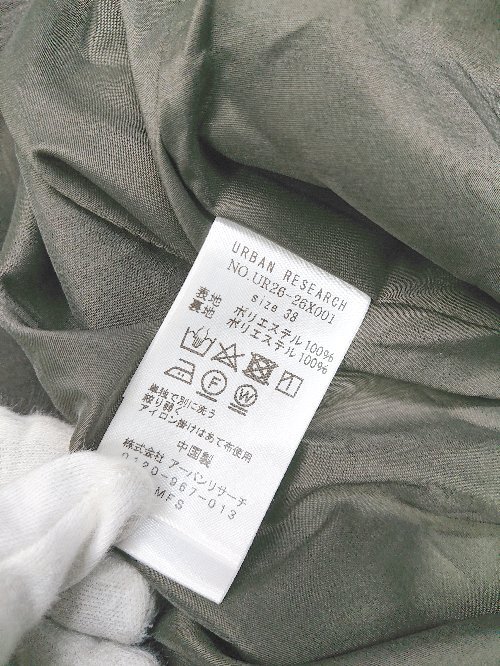 URBAN RESEARCH
NO.UR26-26X001
size 38
表地 ポリエステル100%
裏地 ポリエステル100%
F W
単独で別に洗う
絞り弱く
アイロン掛けはあて布使用
中国製
株式会社 アーバンリサーチ
0120-967-013
MFS